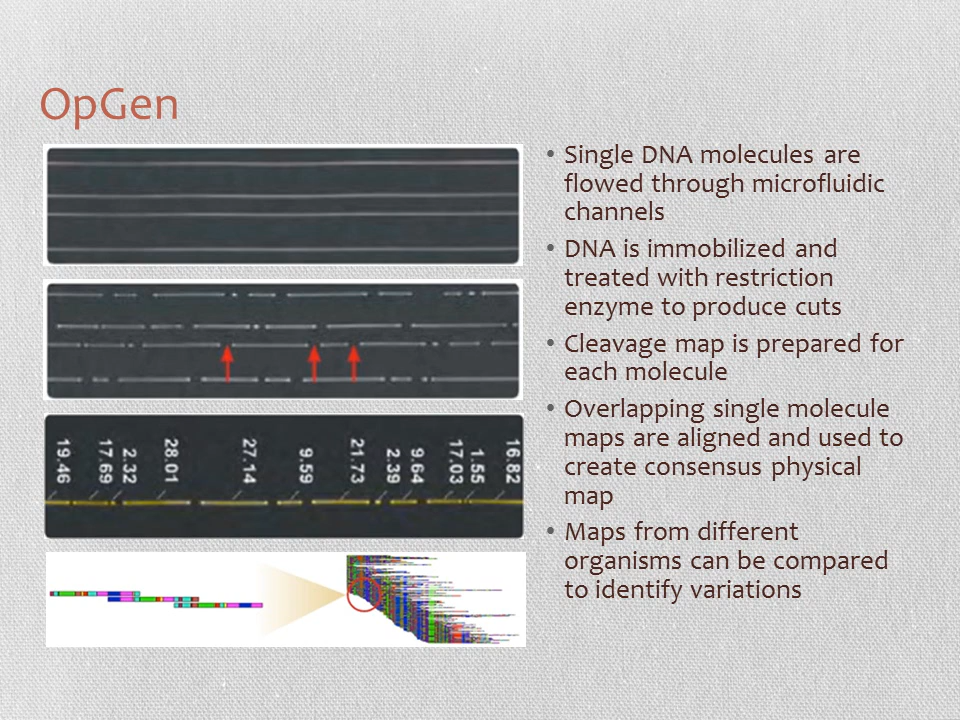 OpGen
• Single DNA molecules are
flowed through microfluidic
channels
• DNA is immobilized and
treated with restriction
enzyme to produce cuts
• Cleavage map is prepared for
each molecule
• Overlapping single molecule
maps are aligned and used to
create consensus physical
map
• Maps from different
organisms can be compared
to identify variations
19.46
17.69
2.32
28.01
27.14
9.59
21.73
2.39
9.64
17.03
1.55
16.82